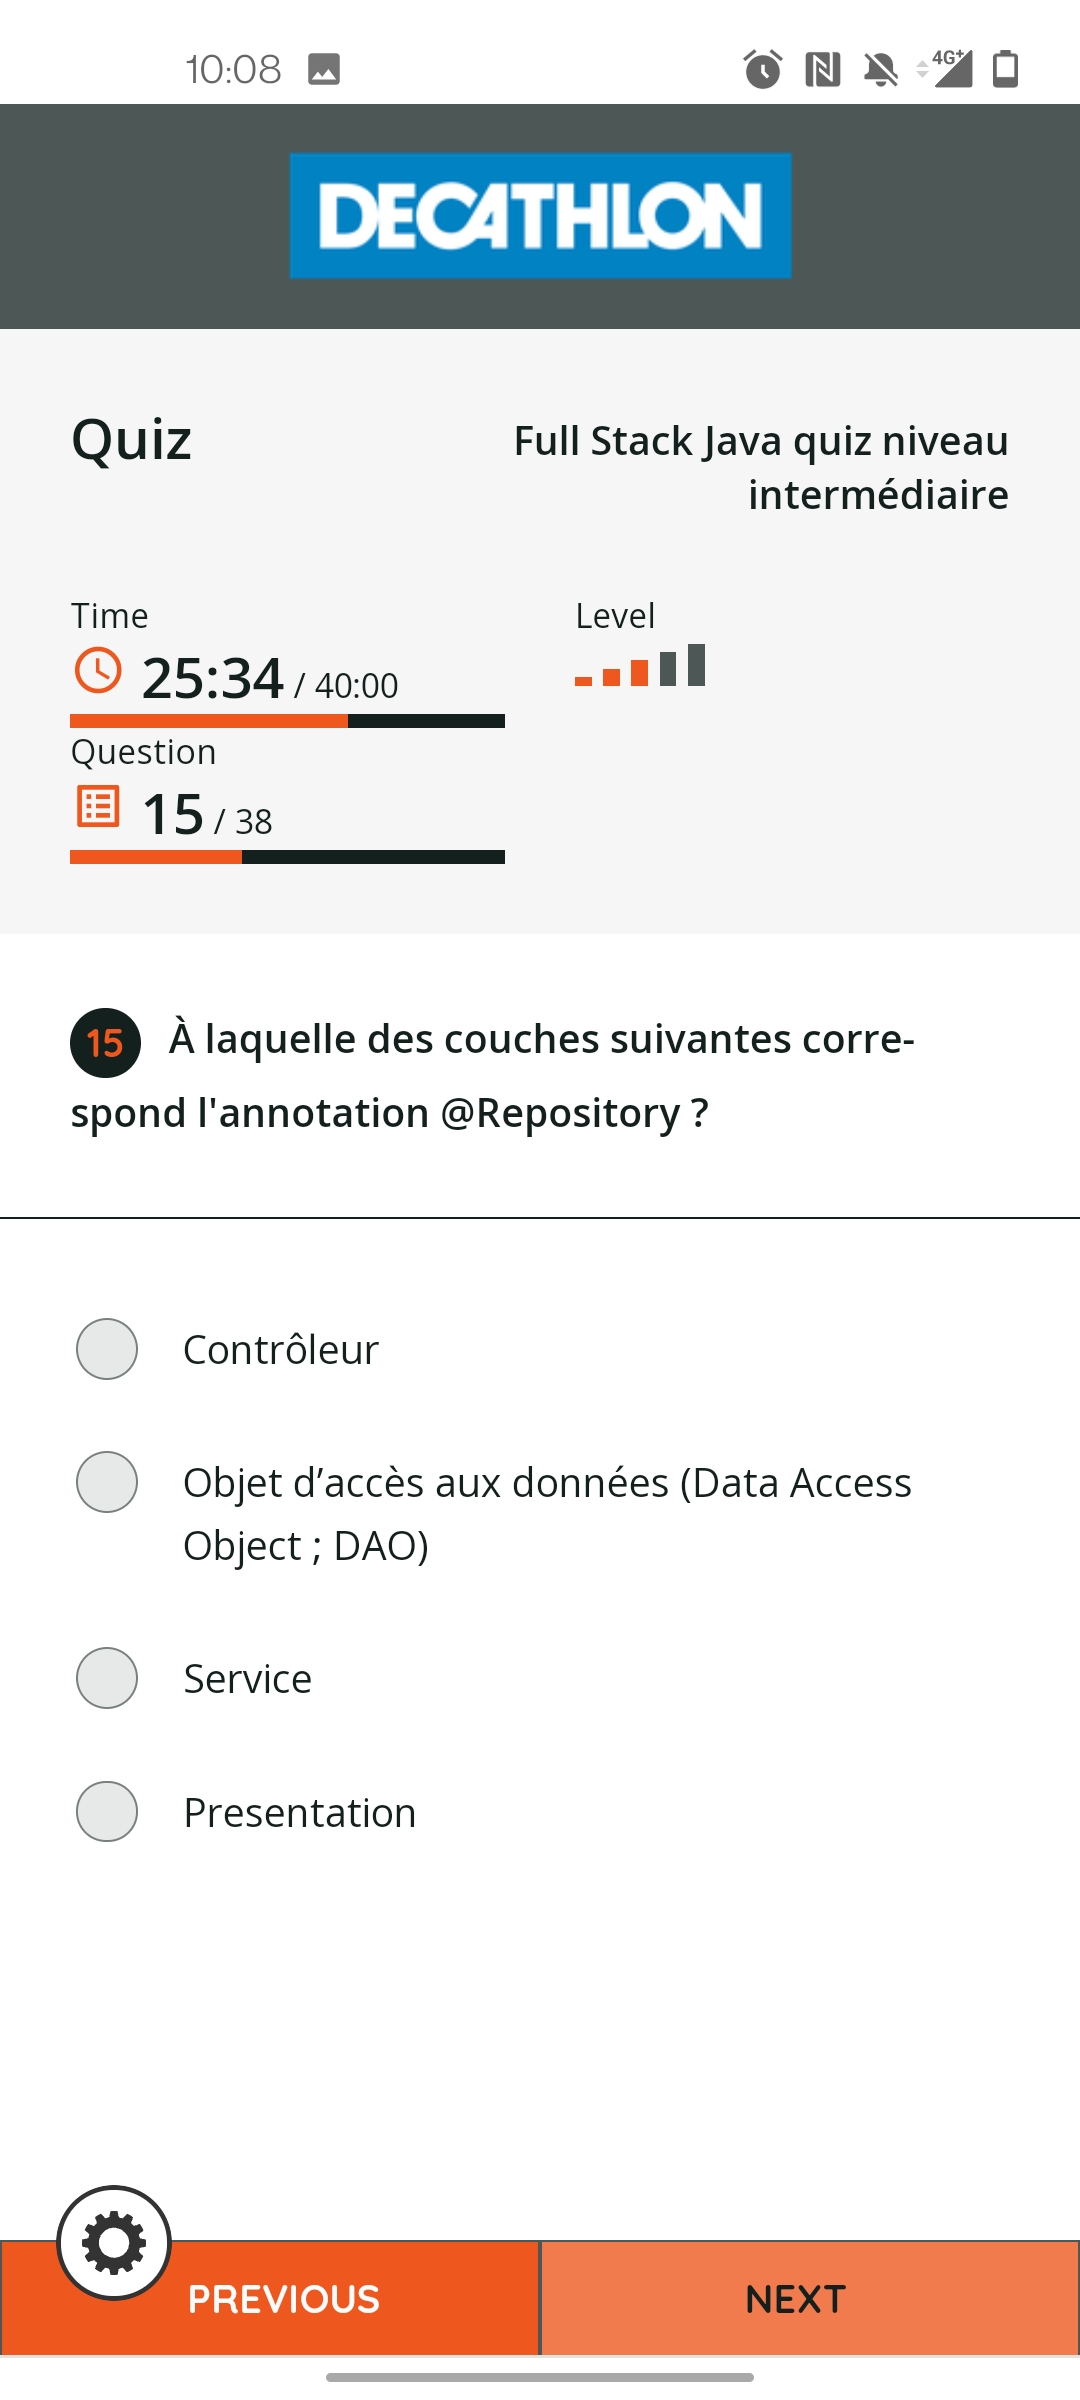 10:08
4G+
DECATHLON
Quiz
Full Stack Java quiz niveau
intermédiaire
Time
Level
25:34 / 40:00
Question
15 / 38
15 À laquelle des couches suivantes corre-
spond l'annotation @Repository ?
Contrôleur
Objet d’accès aux données (Data Access
Object ; DAO)
Service
Presentation
PREVIOUS
NEXT